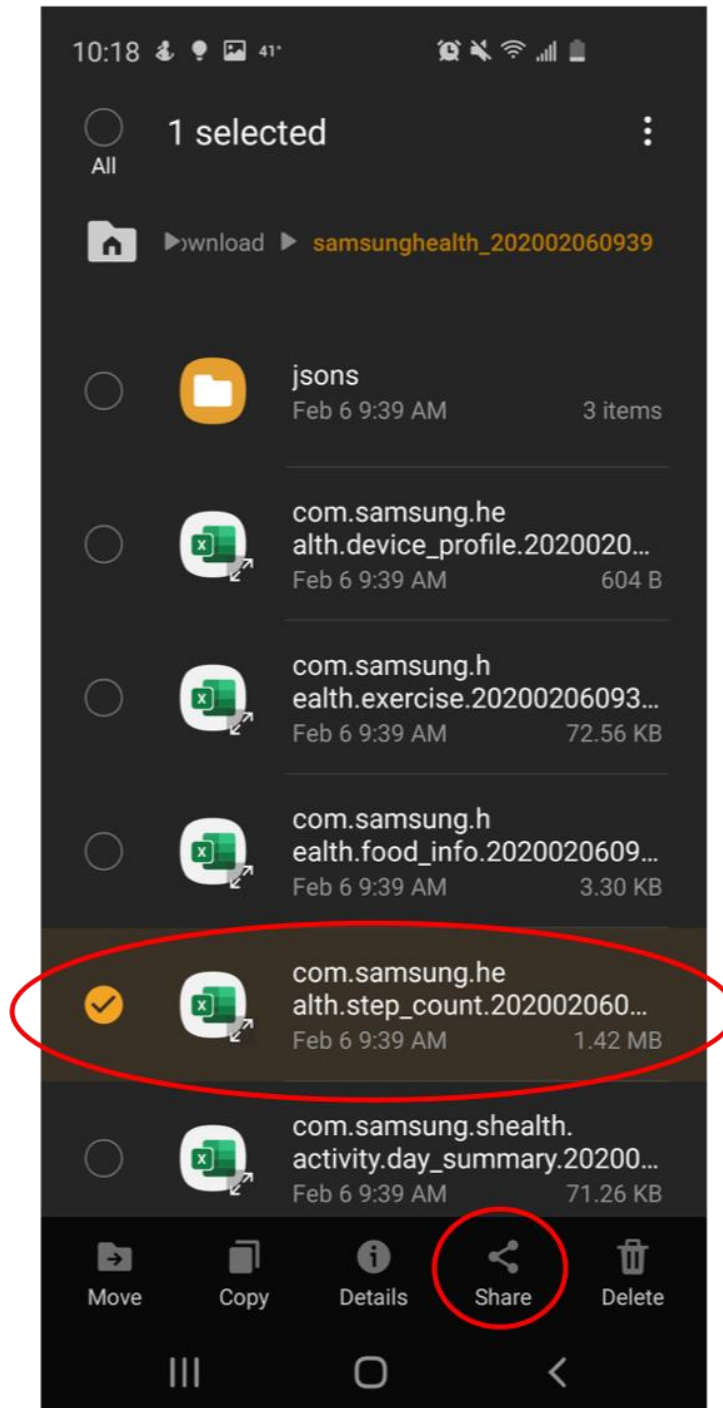 10:18 41°
1 selected
All
ownload samsunghealth_202002060939
jsons
Feb 6 9:39 AM 3 items
com.samsung.he
alth.device_profile.2020020...
Feb 6 9:39 AM 604 B
com.samsung.h
ealth.exercise.20200206093...
Feb 6 9:39 AM 72.56 KB
com.samsung.h
ealth.food_info.2020020609...
Feb 6 9:39 AM 3.30 KB
com.samsung.he
alth.step_count.202002060...
Feb 6 9:39 AM 1.42 MB
com.samsung.shealth.
activity.day_summary.20200...
Feb 6 9:39 AM 71.26 KB
Move Copy Details Share Delete